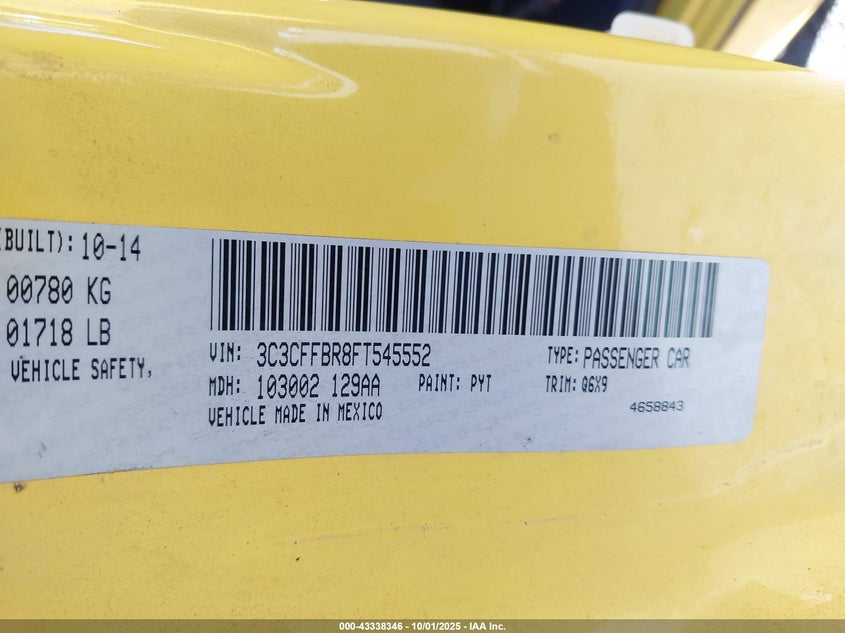 (BUILT): 10-14
00780 KG
01718 LB
VEHICLE SAFETY,
VIN: 3C3CFFBR8FT545552
TYPE: PASSENGER CAR
MDH: 103002 129AA
PAINT: PYT
TRIM: Q6X9
VEHICLE MADE IN MEXICO
4658843
000-43338346 - 10/01/2025 - IAA Inc.